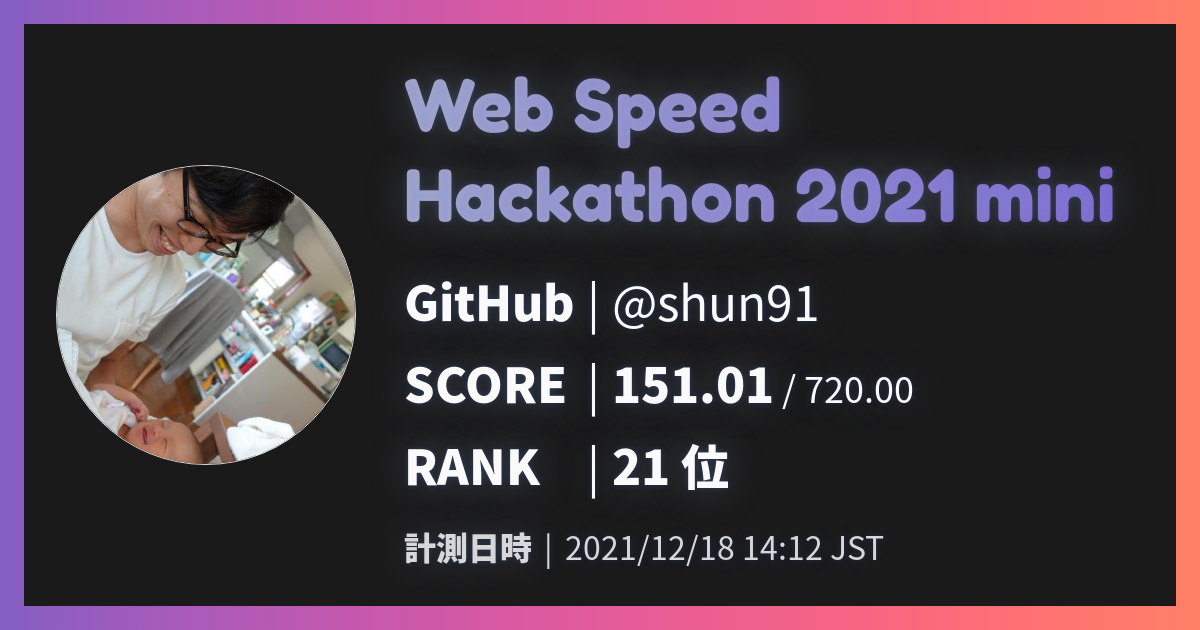 Web Speed
Hackathon 2021 mini
GitHub | @shun91
SCORE | 151.01 / 720.00
RANK | 21 位
計測日時 | 2021/12/18 14:12 JST